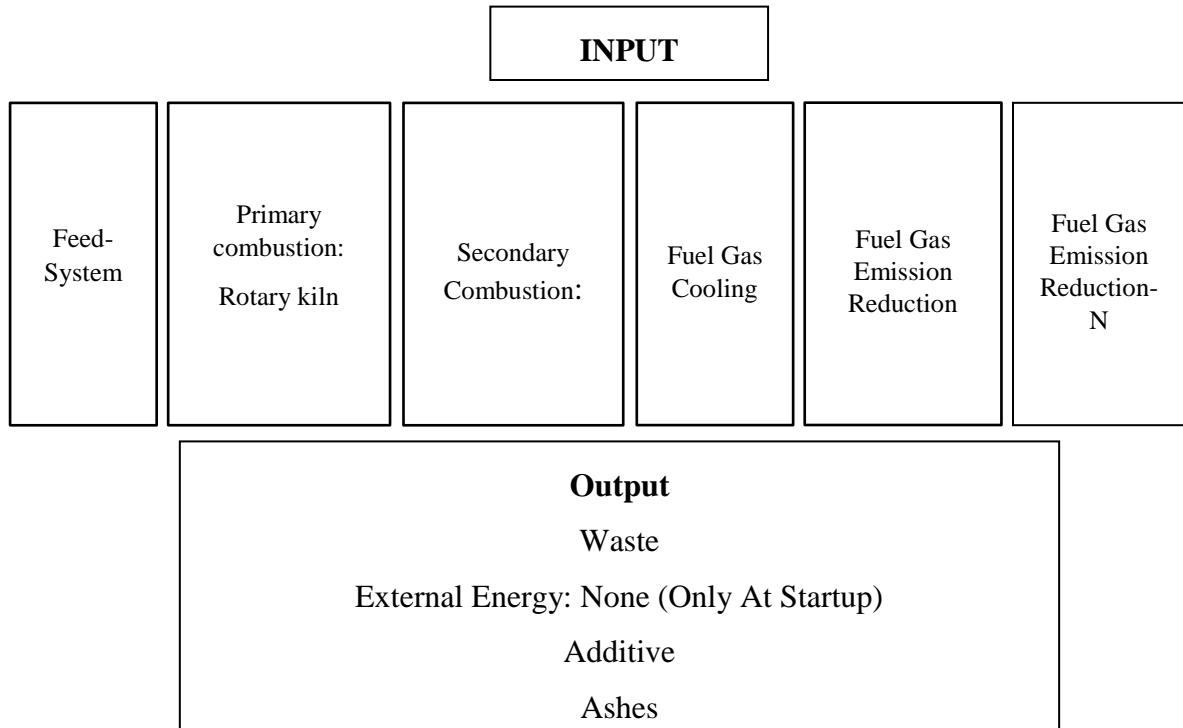 INPUT
Feed-
System
Primary
combustion:
Rotary kiln
Secondary
Combustion:
Fuel Gas
Cooling
Fuel Gas
Emission
Reduction
Fuel Gas
Emission
Reduction-
N
Output
Waste
External Energy: None (Only At Startup)
Additive
Ashes